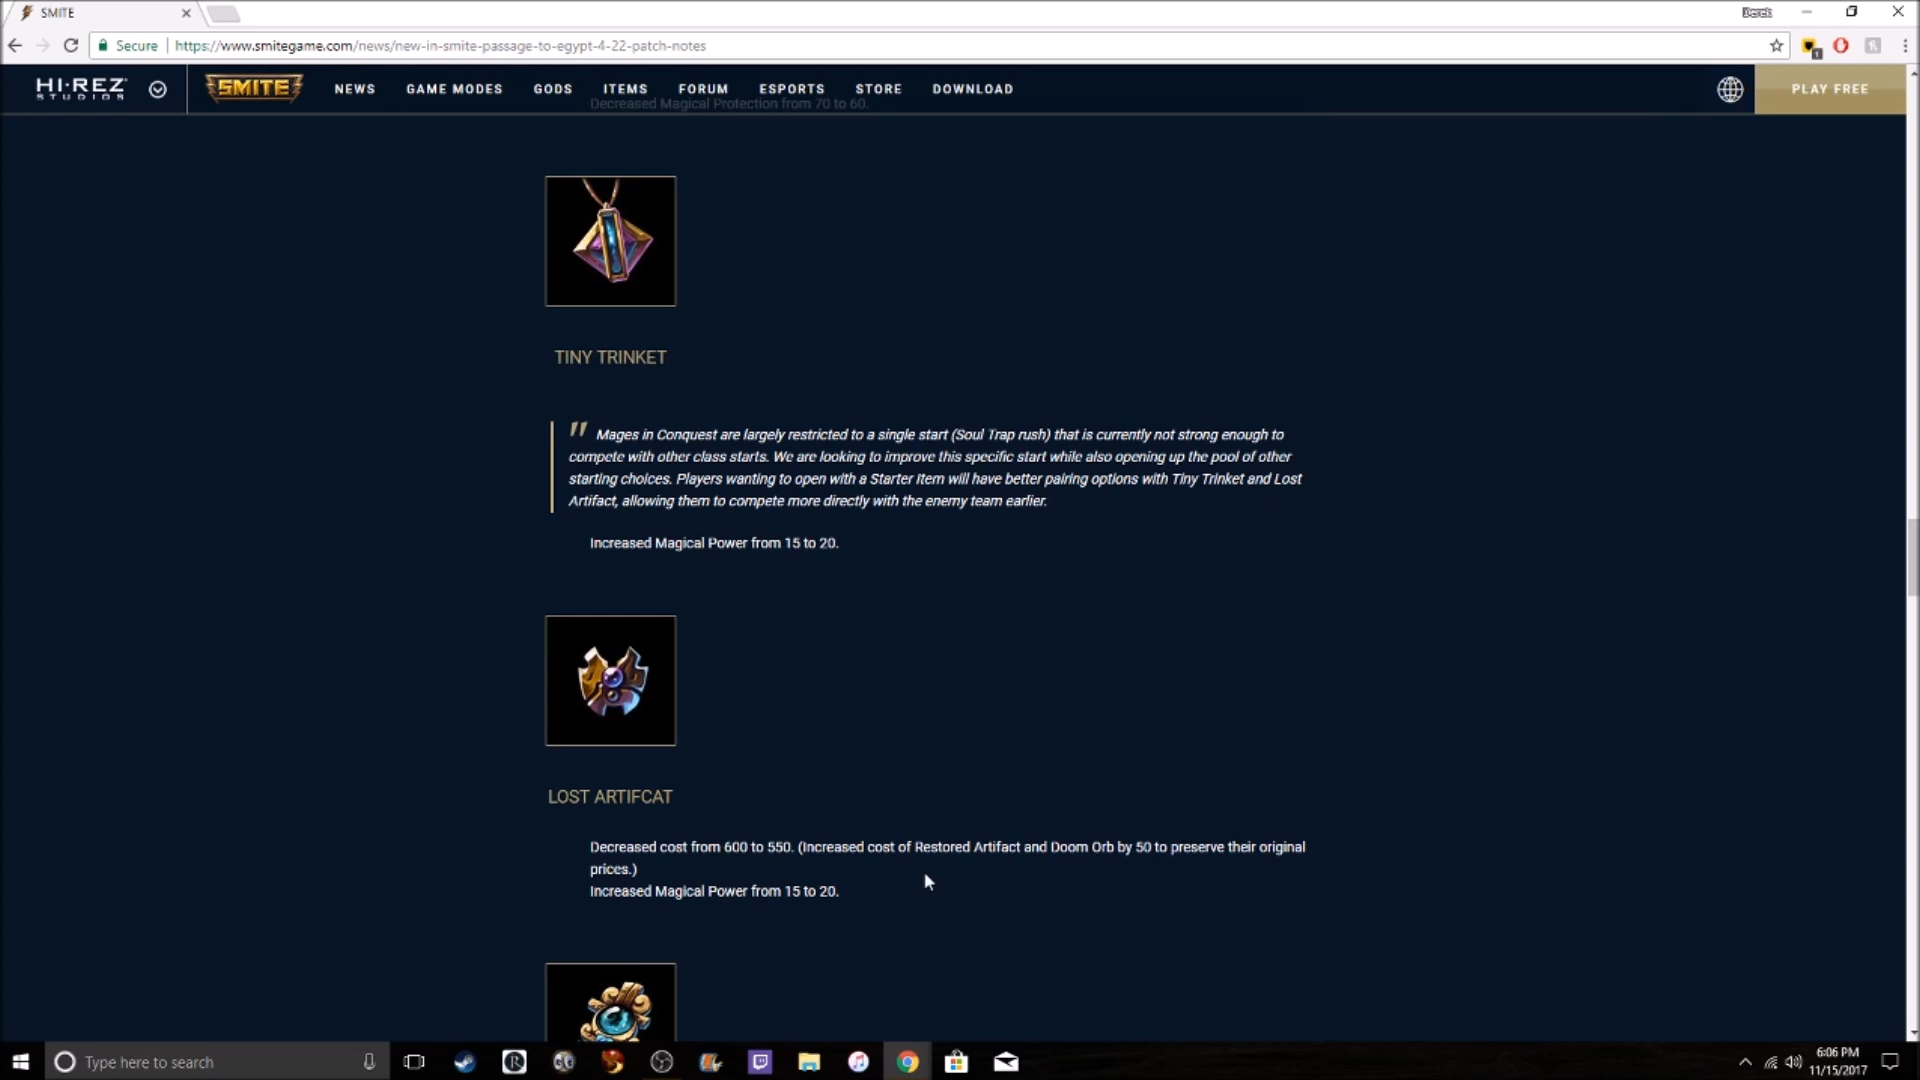 SMITE
Derek
Secure https://www.smitegame.com/news/new-in-smite-passage-to-egypt-4-22-patch-notes
HI-REZ STUDIOS SMITE NEWS GAME MODES GODS ITEMS FORUM ESPORTS STORE DOWNLOAD PLAY FREE
Decreased Magical Protection from 70 to 60.
TINY TRINKET
" Mages in Conquest are largely restricted to a single start (Soul Trap rush) that is currently not strong enough to
compete with other class starts. We are looking to improve this specific start while also opening up the pool of other
starting choices. Players wanting to open with a Starter Item will have better pairing options with Tiny Trinket and Lost
Artifact, allowing them to compete more directly with the enemy team earlier.
Increased Magical Power from 15 to 20.
LOST ARTIFCAT
Decreased cost from 600 to 550. (Increased cost of Restored Artifact and Doom Orb by 50 to preserve their original
prices.)
Increased Magical Power from 15 to 20.
Type here to search
6:06 PM
11/15/2017